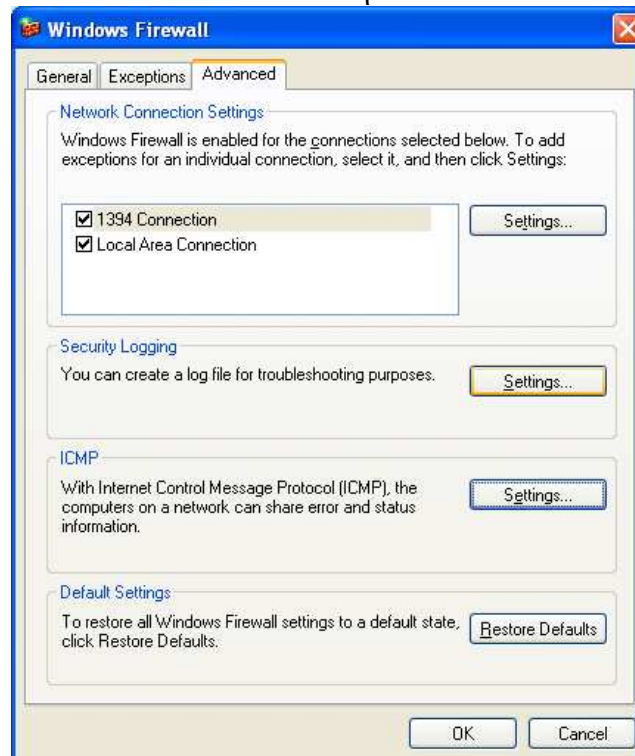 Windows Firewall
General Exceptions Advanced
Network Connection Settings
Windows Firewall is enabled for the connections selected below. To add
exceptions for an individual connection, select it, and then click Settings:
1394 Connection
Settings...
Local Area Connection
Security Logging
You can create a log file for troubleshooting purposes.
Settings...
ICMP
With Internet Control Message Protocol (ICMP), the
computers on a network can share error and status
information.
Settings...
Default Settings
To restore all Windows Firewall settings to a default state,
click Restore Defaults.
Restore Defaults
OK Cancel